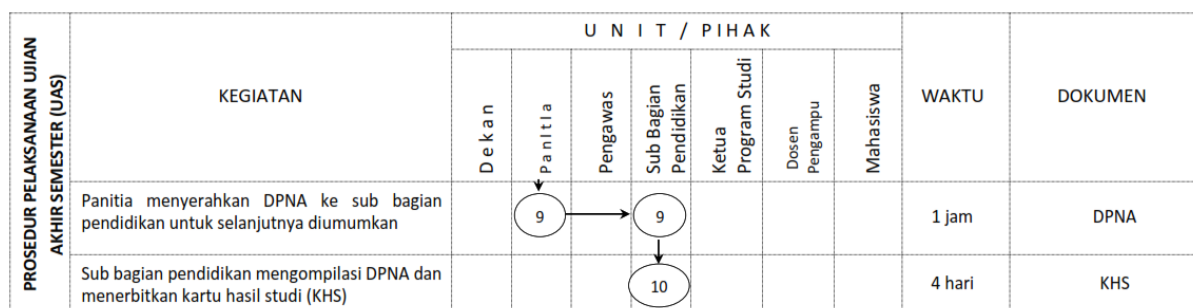 PROSEDUR PELAKSANAAN UJIAN
AKHIR SEMESTER (UAS)
KEGIATAN
U N I T / PIHAK
D e k a n
P a n I t I a
Pengawas
Sub Bagian
Pendidikan
Ketua
Program Studi
Dosen
Pengampu
Mahasiswa
WAKTU
DOKUMEN
Panitia menyerahkan DPNA ke sub bagian
pendidikan untuk selanjutnya diumumkan
9
9
1 jam
DPNA
Sub bagian pendidikan mengompilasi DPNA dan
menerbitkan kartu hasil studi (KHS)
10
4 hari
KHS